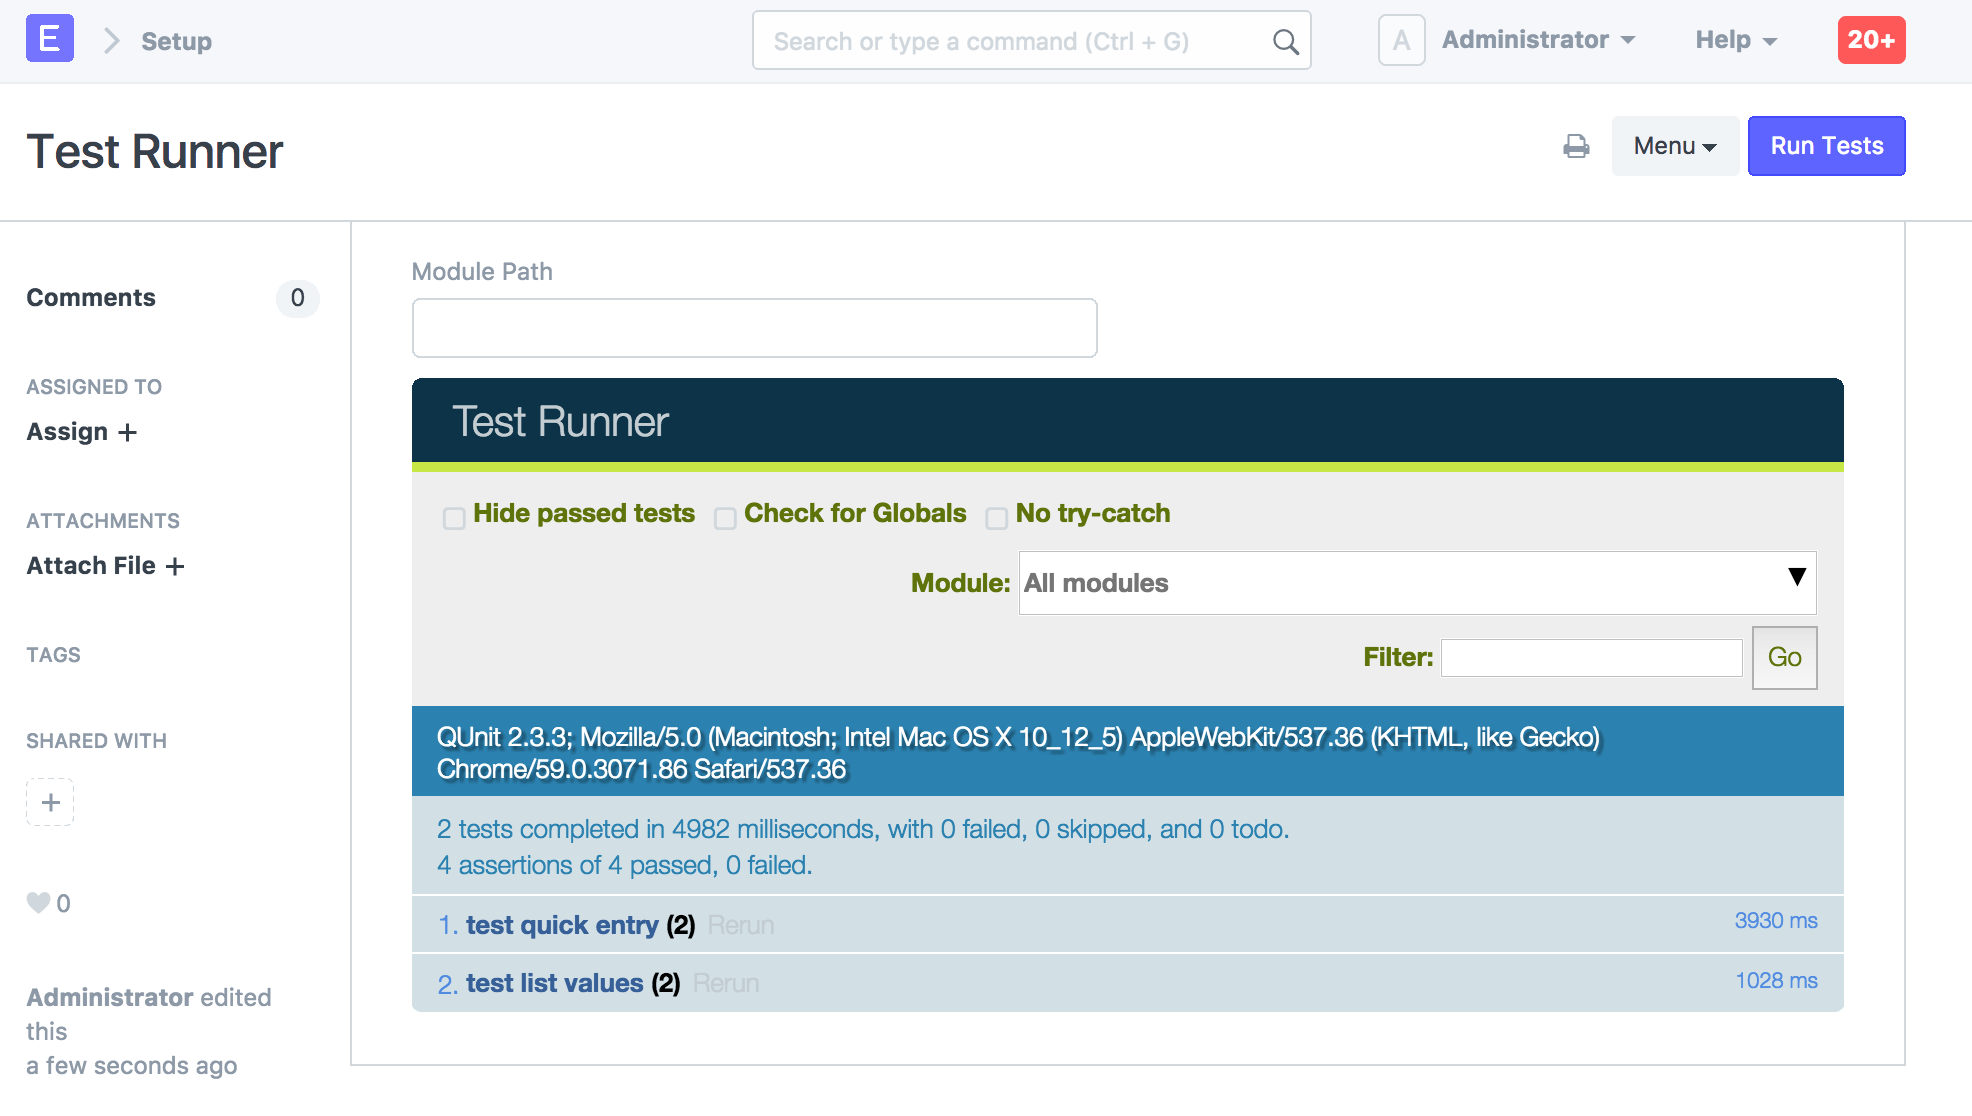 E
Setup
Search or type a command (Ctrl + G)
A
Administrator
Help
20+
Test Runner
Menu
Run Tests
Comments
0
ASSIGNED TO
Assign +
ATTACHMENTS
Attach File +
TAGS
SHARED WITH
+
0
Administrator edited
this
a few seconds ago
Module Path
Test Runner
Hide passed tests
Check for Globals
No try-catch
Module: All modules
Filter:
Go
QUnit 2.3.3; Mozilla/5.0 (Macintosh; Intel Mac OS X 10_12_5) AppleWebKit/537.36 (KHTML, like Gecko)
Chrome/59.0.3071.86 Safari/537.36
2 tests completed in 4982 milliseconds, with 0 failed, 0 skipped, and 0 todo.
4 assertions of 4 passed, 0 failed.
1. test quick entry (2) Rerun 3930 ms
2. test list values (2) Rerun 1028 ms